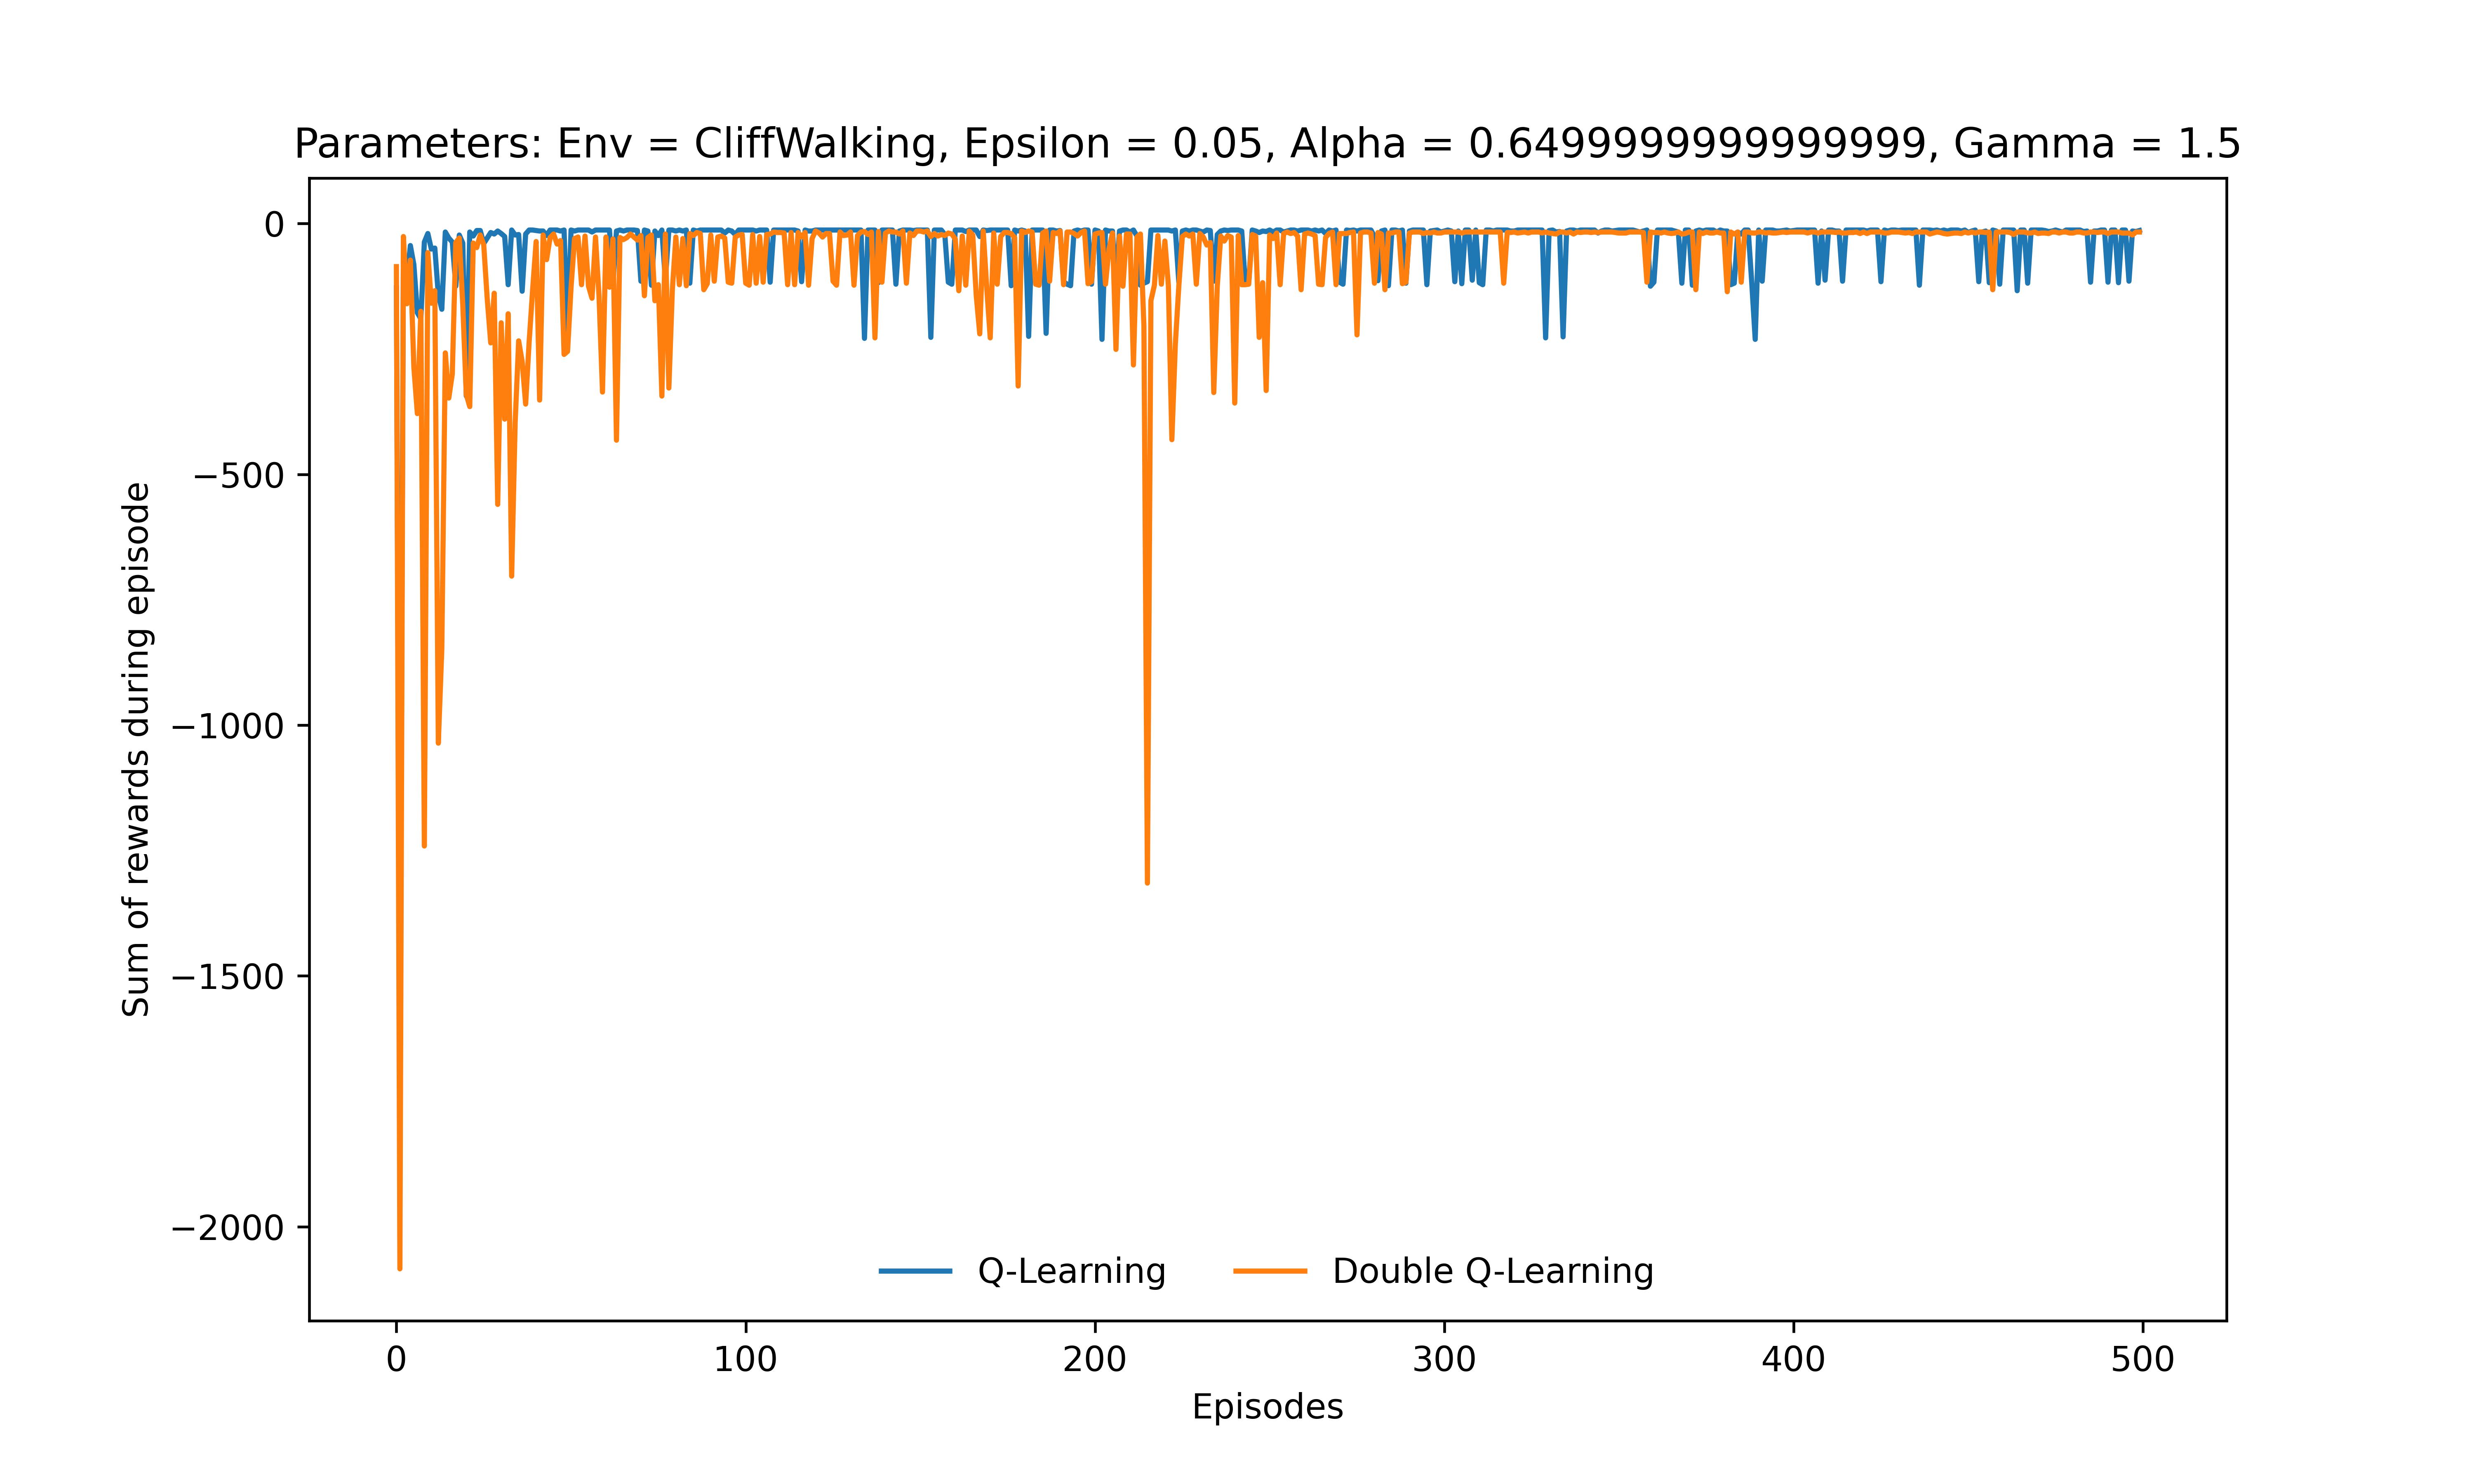 Parameters: Env = CliffWalking, Epsilon = 0.05, Alpha = 0.6499999999999999, Gamma = 1.5
0
−500
−1000
−1500
−2000
Sum of rewards during episode
Q-Learning
Double Q-Learning
0
100
200
300
400
500
Episodes